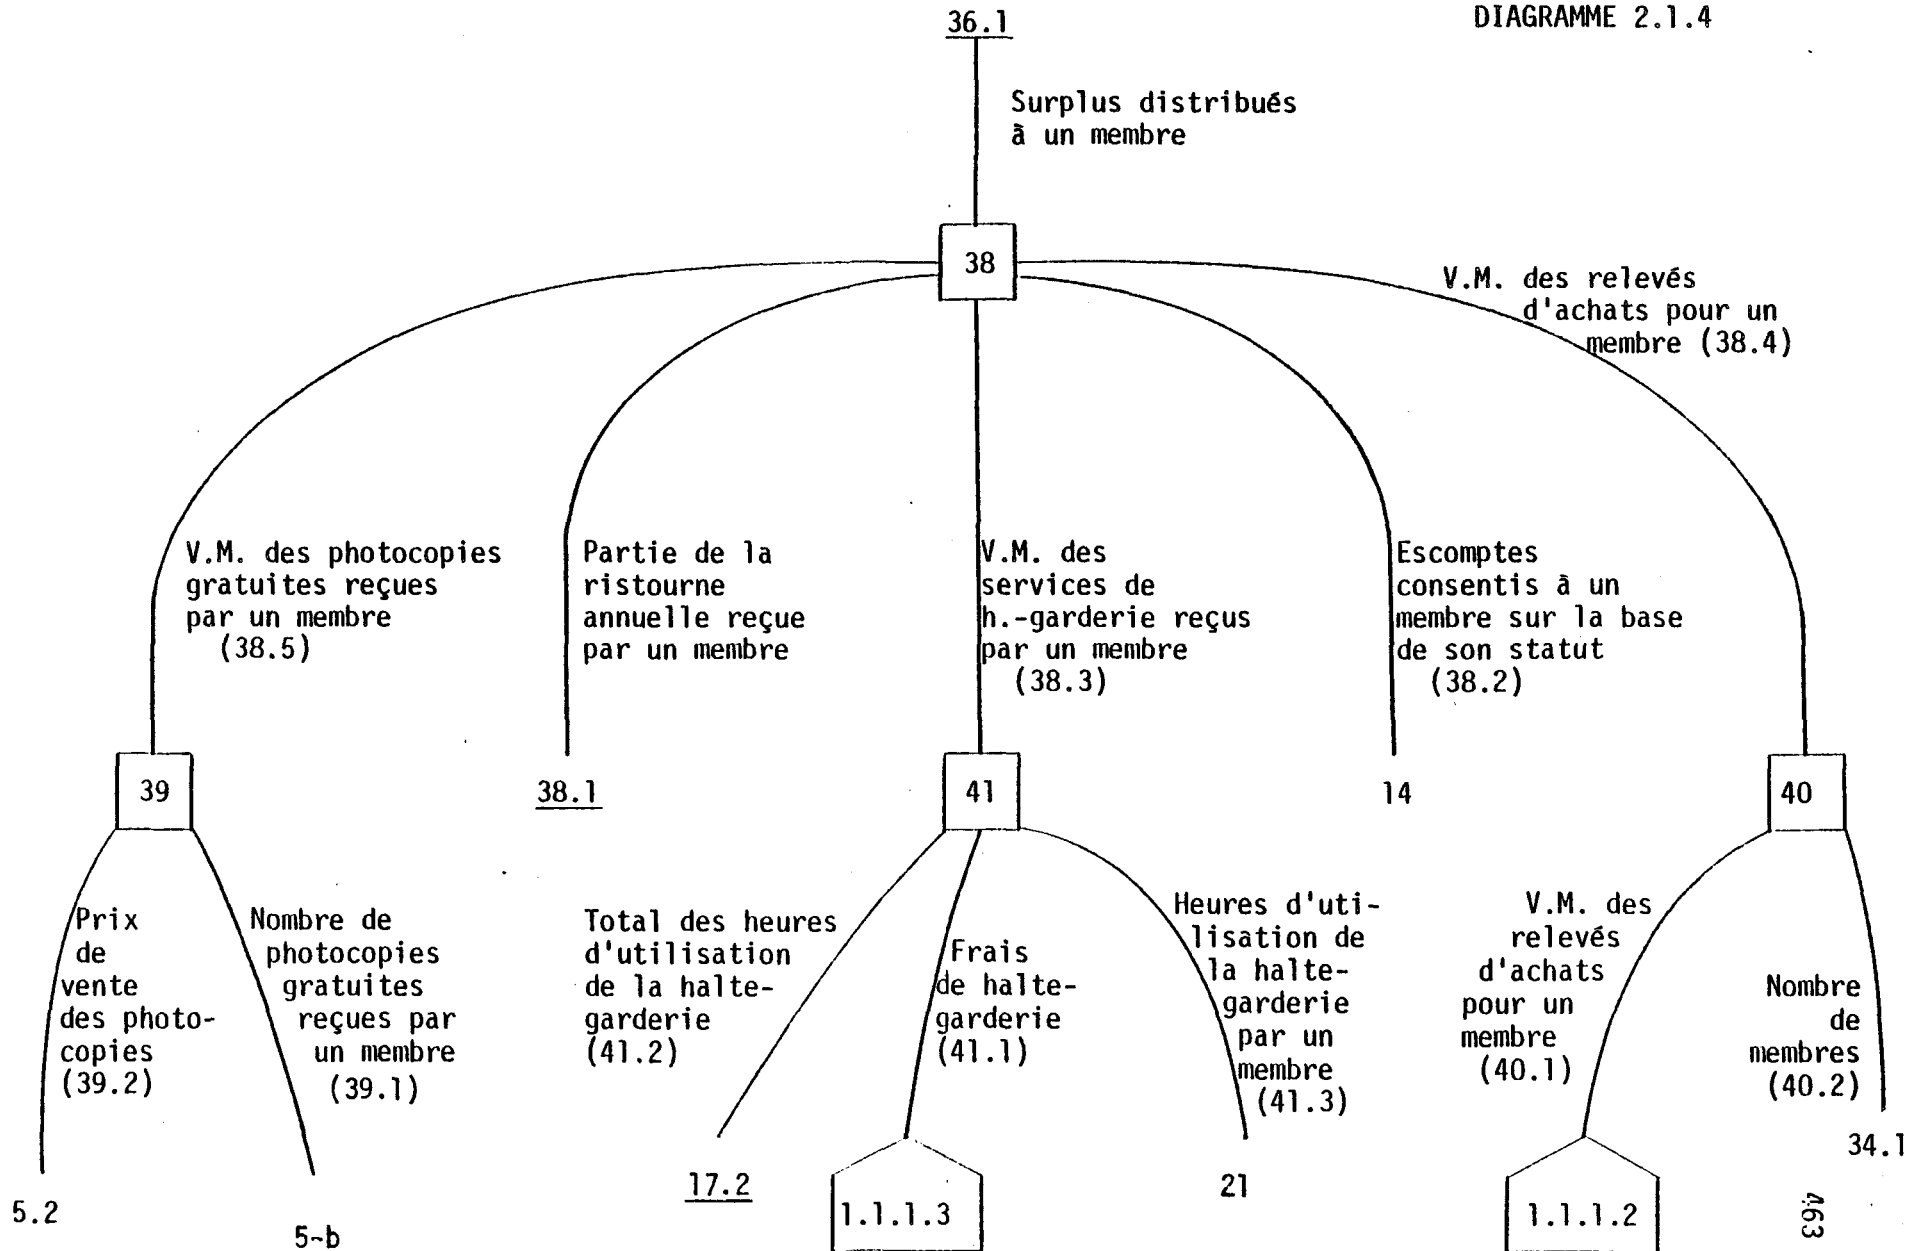 DIAGRAMME 2.1.4
36.1
Surplus distribués
à un membre
38
V.M. des relevés
d'achats pour un
membre (38.4)
V.M. des photocopies
gratuites reçues
par un membre
(38.5)
Partie de la
ristourne
annuelle reçue
par un membre
V.M. des
services de
h.-garderie reçus
par un membre
(38.3)
Escomptes
consentis à un
membre sur la base
de son statut
(38.2)
39
38.1
41
14
40
Prix
de
vente
des photo-
copies
(39.2)
Nombre de
photocopies
gratuites
reçues par
un membre
(39.1)
Total des heures
d'utilisation
de la halte-
garderie
(41.2)
Frais
de halte-
garderie
(41.1)
Heures d'uti-
lisation de
la halte-
garderie
par un
membre
(41.3)
V.M. des
relevés
d'achats
pour un
membre
(40.1)
Nombre
de
membres
(40.2)
5.2
5-b
17.2
1.1.1.3
21
1.1.1.2
34.1
463